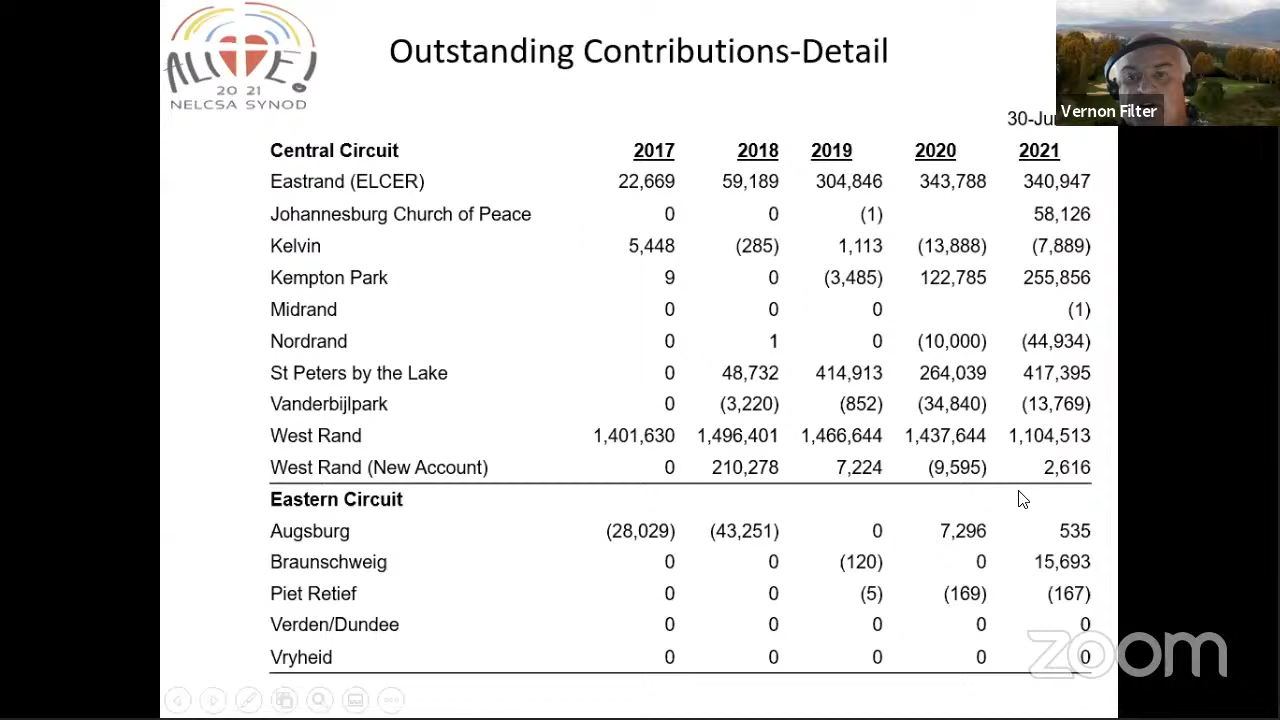 ALIVE!
20 21
NELCSA SYNOD
Outstanding Contributions-Detail
Vernon Filter
30-Ju
Central Circuit 2017 2018 2019 2020 2021
Eastrand (ELCER) 22,669 59,189 304,846 343,788 340,947
Johannesburg Church of Peace 0 0 (1) 58,126
Kelvin 5,448 (285) 1,113 (13,888) (7,889)
Kempton Park 9 0 (3,485) 122,785 255,856
Midrand 0 0 0 (1)
Nordrand 0 1 0 (10,000) (44,934)
St Peters by the Lake 0 48,732 414,913 264,039 417,395
Vanderbijlpark 0 (3,220) (852) (34,840) (13,769)
West Rand 1,401,630 1,496,401 1,466,644 1,437,644 1,104,513
West Rand (New Account) 0 210,278 7,224 (9,595) 2,616
Eastern Circuit
Augsburg (28,029) (43,251) 0 7,296 535
Braunschweig 0 0 (120) 0 15,693
Piet Retief 0 0 (5) (169) (167)
Verden/Dundee 0 0 0 0 0
Vryheid 0 0 0 0 0
zoom